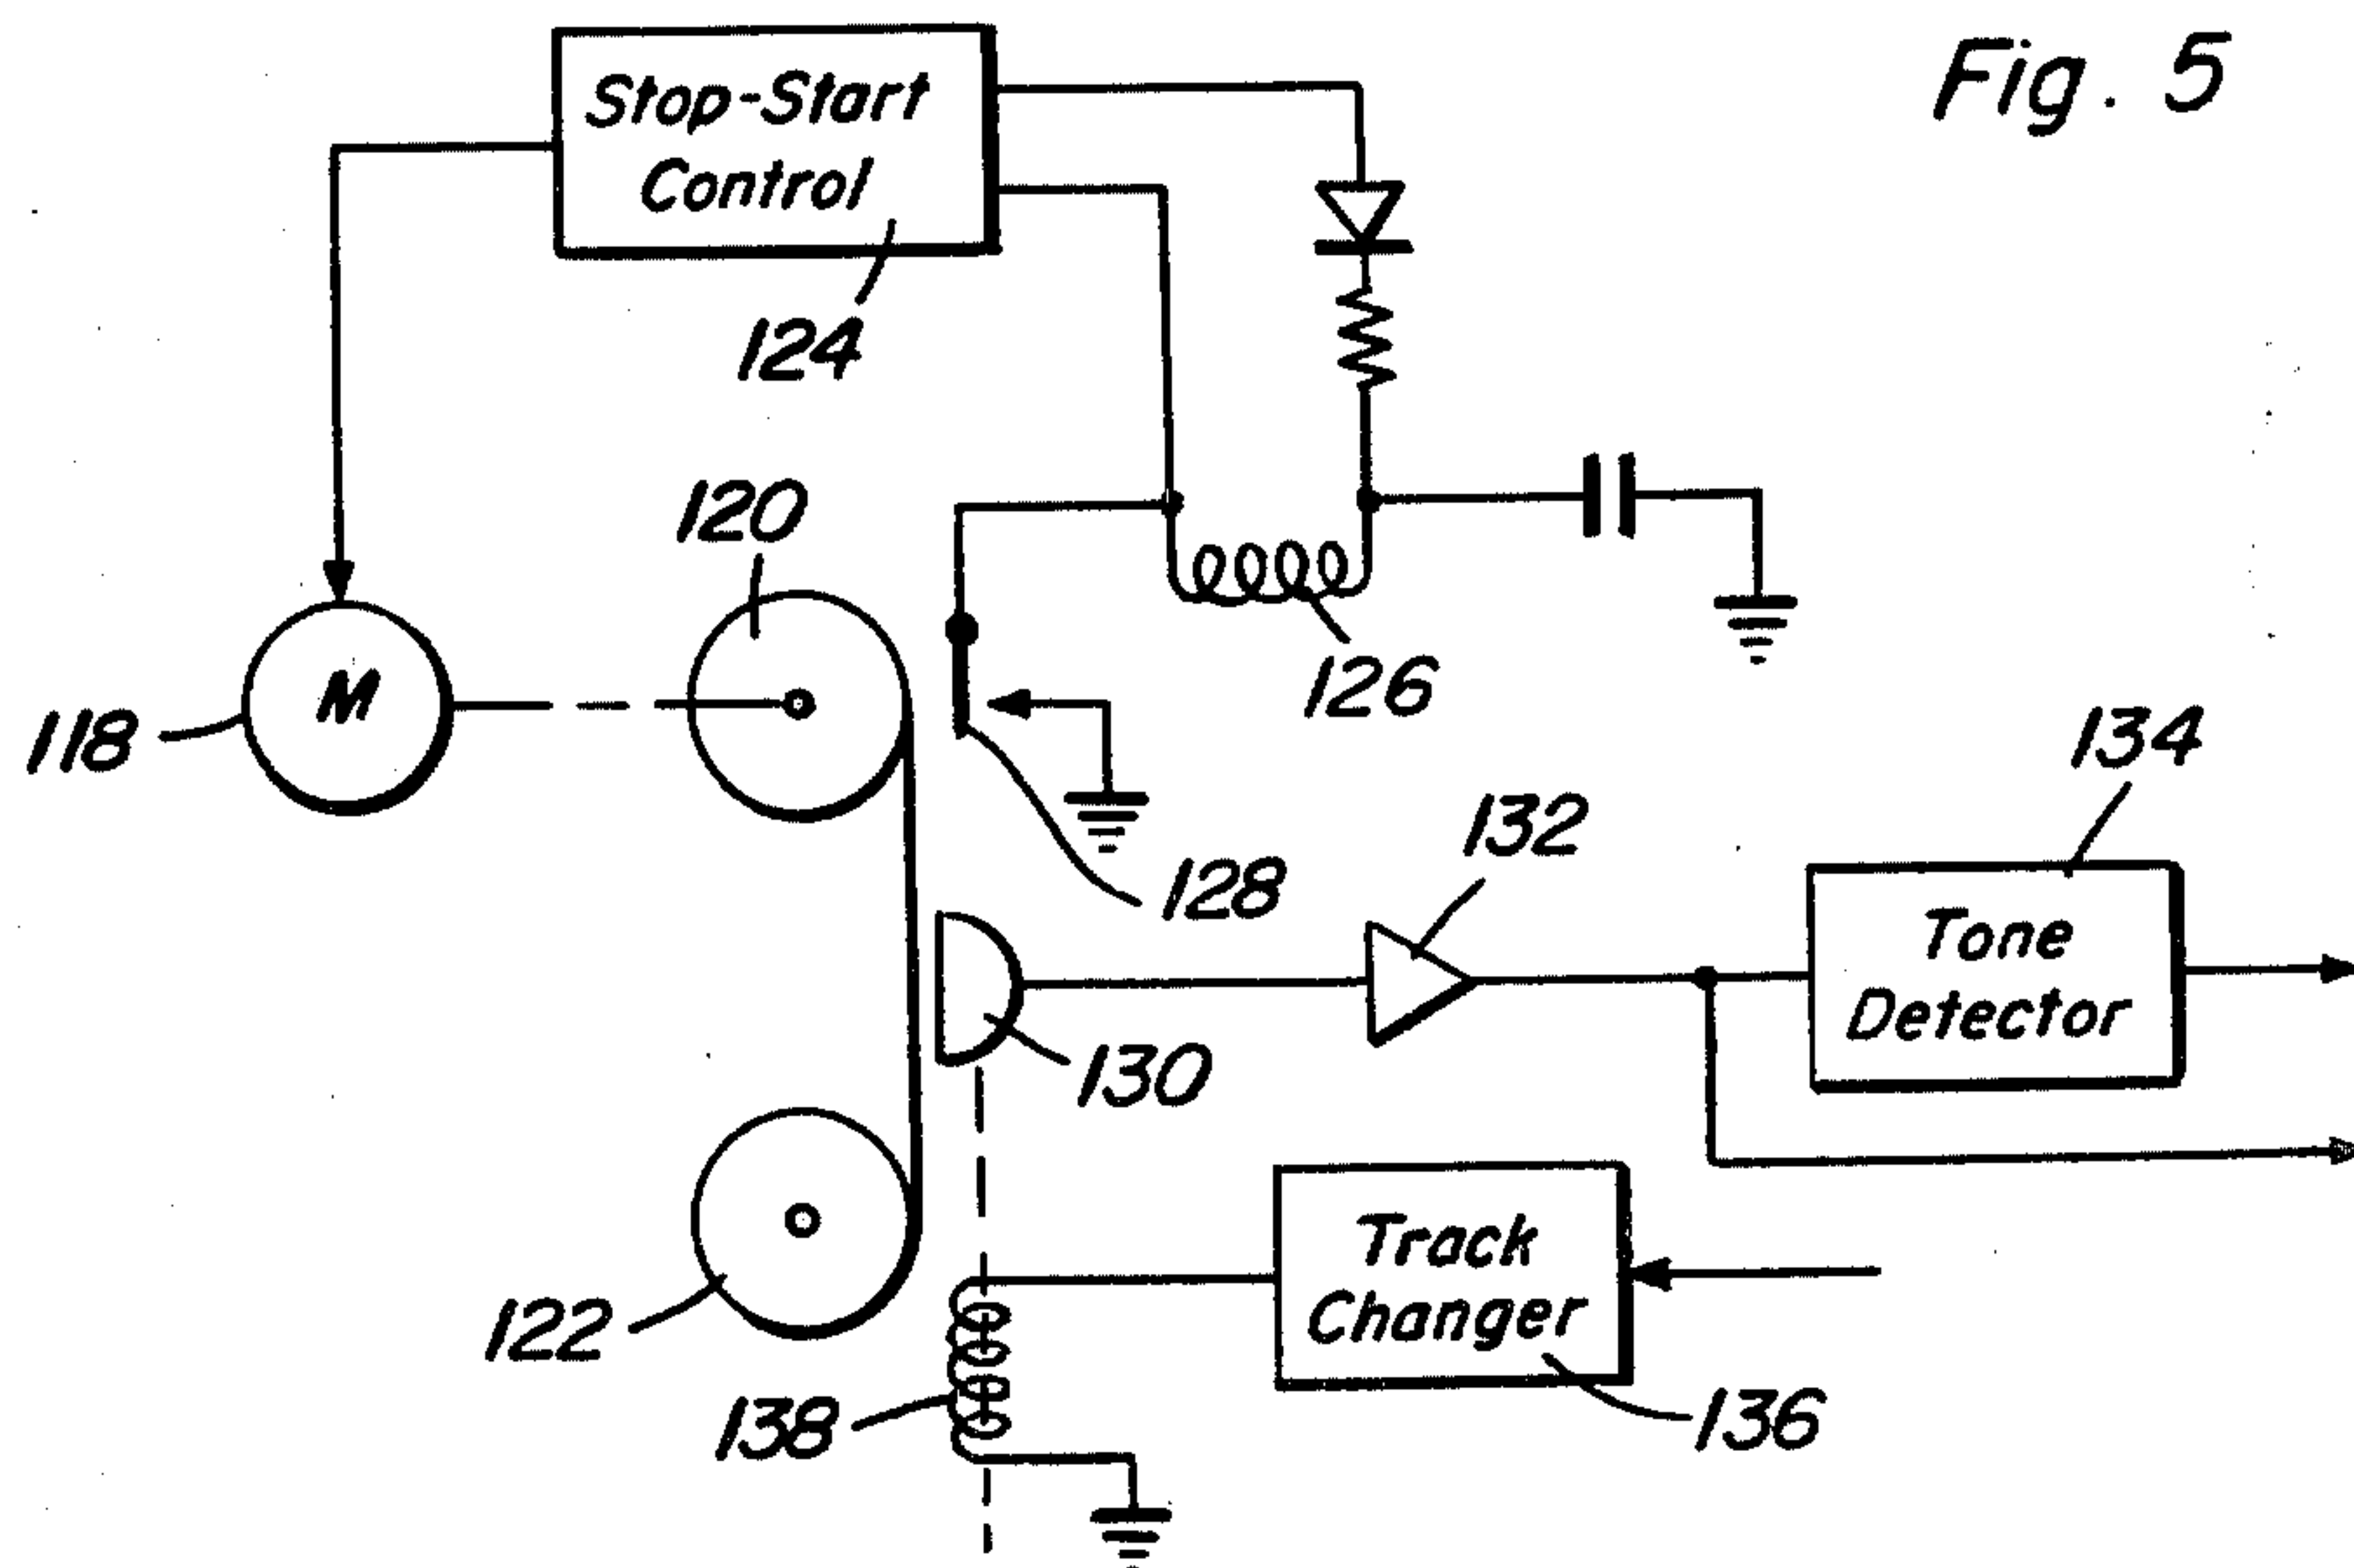 Fig. 5
Stop-Start
Control
124
120
126
M
118
134
132
128
Tone
Detector
130
Track
Changer
122
138
136